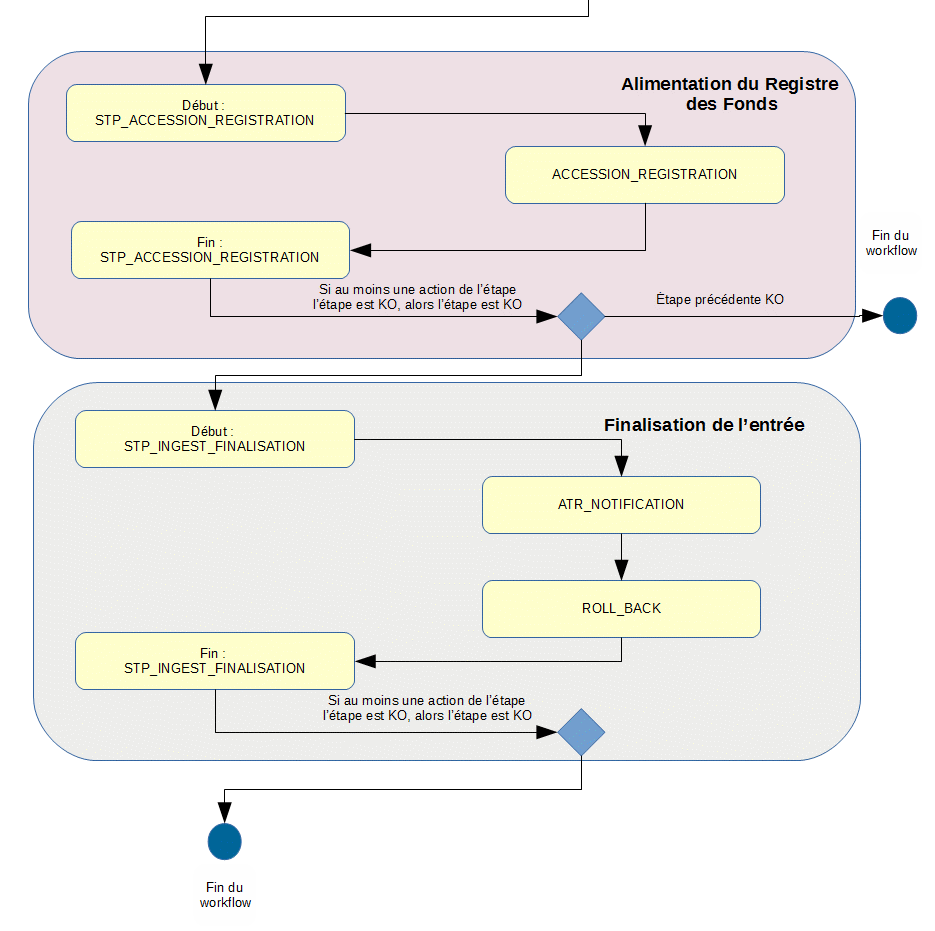 Alimentation du Registre
des Fonds
Début :
STP_ACCESSION_REGISTRATION
ACCESSION_REGISTRATION
Fin :
STP_ACCESSION_REGISTRATION
Fin du
workflow
Si au moins une action de l’étape
l’étape est KO, alors l’étape est KO
Étape précédente KO
Finalisation de l’entrée
Début :
STP_INGEST_FINALISATION
ATR_NOTIFICATION
ROLL_BACK
Fin :
STP_INGEST_FINALISATION
Si au moins une action de l’étape
l’étape est KO, alors l’étape est KO
Fin du
workflow